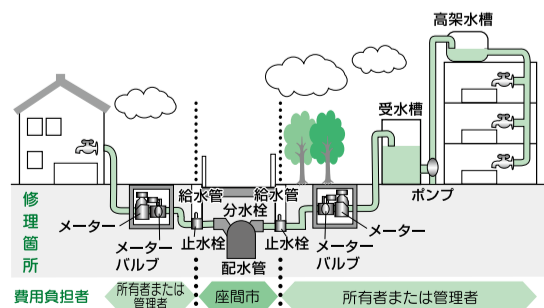 高架水槽
受水槽
ポンプ
給水管
給水管
分水栓
メーター
メーター
バルブ
止水栓
配水管
止水栓
メーター
バルブ
メーター
修理箇所
費用負担者
所有者または
管理者
座間市
所有者または管理者